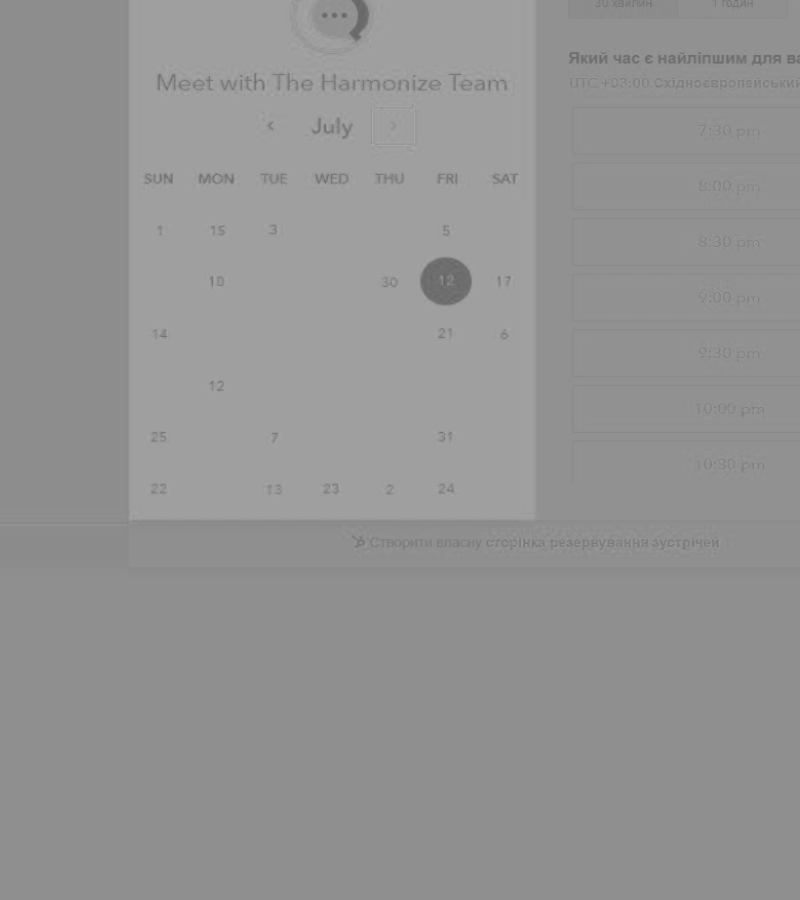 30 хвилин 1 годин
Meet with The Harmonize Team
‹ July ›
SUN MON TUE WED THU FRI SAT
1 15 3 5
10 30 12 17
14 21 6
12
25 7 31
22 13 23 2 24
Який час є найліпшим для
UTC +03:00 Східноєвропейський
7:30 pm
8:00 pm
8:30 pm
9:00 pm
9:30 pm
10:00 pm
10:30 pm
Створити власну сторінка резервування зустрічей